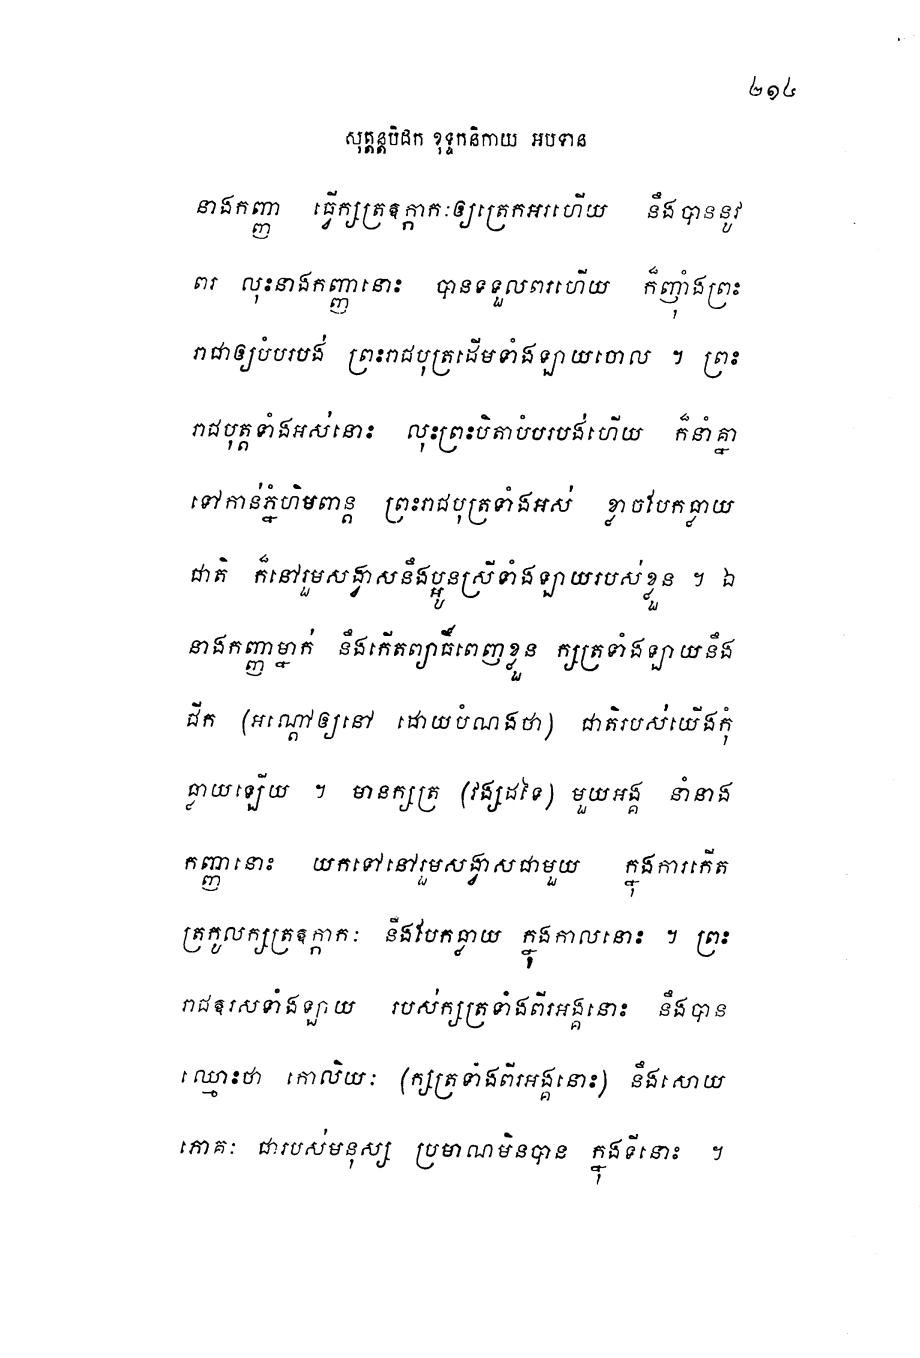 ២១៤
សុត្តន្តបិដក ខុទ្ទកនិកាយ អបទាន
នាងកញ្ញា ធ្វើក្សត្រឧក្កាកៈឲ្យត្រេកអរហើយ នឹងបាននូវ
ពរ លុះនាងកញ្ញានោះ បានទទួលពរហើយ ក៏ញ៉ាំងព្រះ
រាជាឲ្យបំបរបង់ ព្រះរាជបុត្រដើមទាំងឡាយចោល ។ ព្រះ
រាជបុត្តទាំងអស់នោះ លុះព្រះបិតាបំបរបង់ហើយ ក៏នាំគ្នា
ទៅកាន់ភ្នំហិមពាន្ត ព្រះរាជបុត្រទាំងអស់ ខ្លាចបែកធ្លាយ
ជាតិ ក៏នៅរួមសង្វាសនឹងប្អូនស្រីទាំងឡាយរបស់ខ្លួន ។ ឯ
នាងកញ្ញាម្នាក់ នឹងកើតព្យាធិពេញខ្លួន ក្សត្រទាំងឡាយនឹង
ជីក (អណ្តៅឲ្យនៅ ដោយបំណងថា) ជាតិរបស់យើងកុំ
ធ្លាយឡើយ ។ មានក្សត្រ (វង្សដទៃ) មួយអង្គ នាំនាង
កញ្ញានោះ យកទៅនៅរួមសង្វាសជាមួយ ក្នុងការកើត
ត្រកូលក្សត្រឧក្កាកៈ នឹងបែកធ្លាយ ក្នុងកាលនោះ ។ ព្រះ
រាជឱរសទាំងឡាយ របស់ក្សត្រទាំងពីរអង្គនោះ នឹងបាន
ឈ្មោះថា កោលិយៈ (ក្សត្រទាំងពីរអង្គនោះ) នឹងសោយ
ភោគៈ ជារបស់មនុស្ស ប្រមាណមិនបាន ក្នុងទីនោះ ។